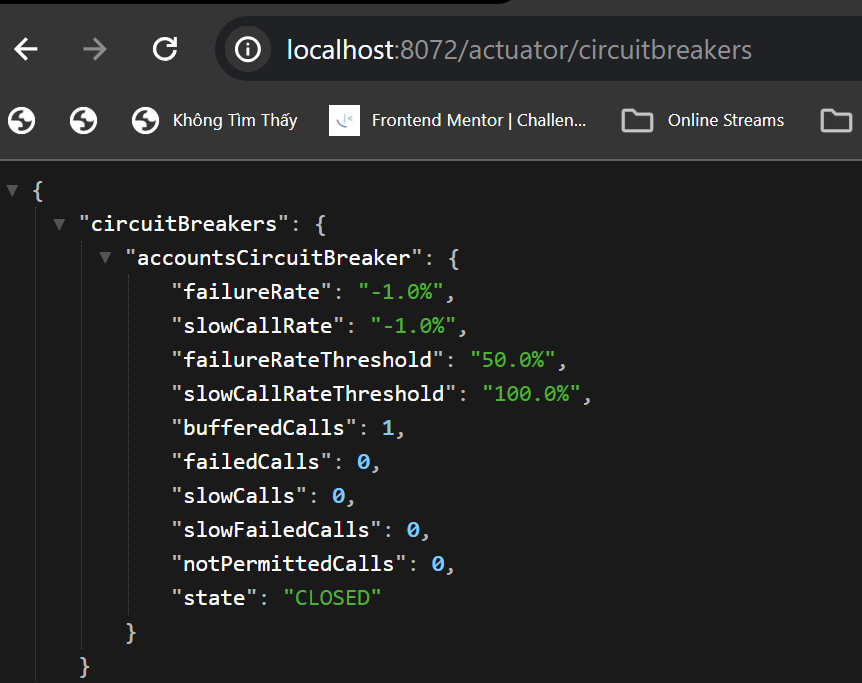 localhost:8072/actuator/circuitbreakers
Không Tìm Thấy Frontend Mentor | Challen... Online Streams
{
"circuitBreakers": {
"accountsCircuitBreaker": {
"failureRate": "-1.0%",
"slowCallRate": "-1.0%",
"failureRateThreshold": "50.0%",
"slowCallRateThreshold": "100.0%",
"bufferedCalls": 1,
"failedCalls": 0,
"slowCalls": 0,
"slowFailedCalls": 0,
"notPermittedCalls": 0,
"state": "CLOSED"
}
}